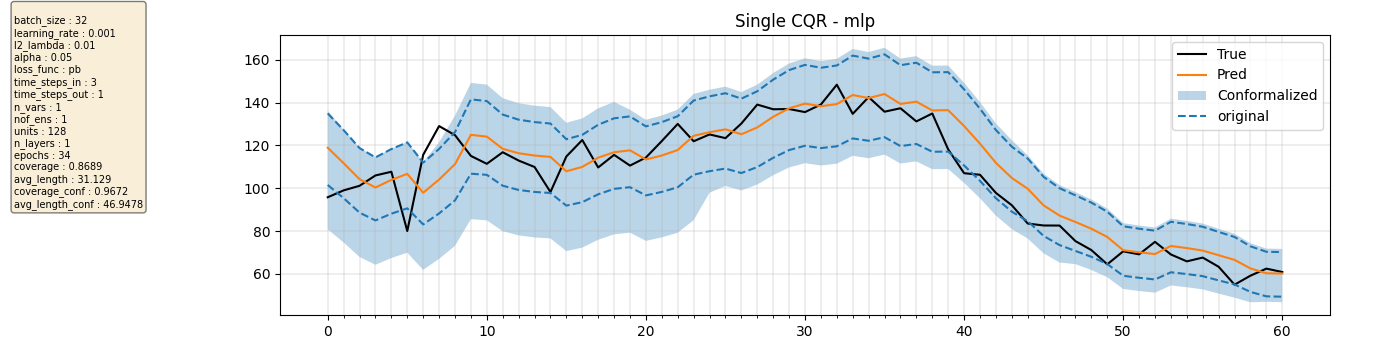 batch_size : 32
learning_rate : 0.001
l2_lambda : 0.01
alpha : 0.05
loss_func : pb
time_steps_in : 3
time_steps_out : 1
n_vars : 1
nof_ens : 1
units : 128
n_layers : 1
epochs : 34
coverage : 0.8689
avg_length : 31.129
coverage_conf : 0.9672
avg_length_conf : 46.9478
Single CQR - mlp
160
140
120
100
80
60
True
Pred
Conformalized
original
0 10 20 30 40 50 60